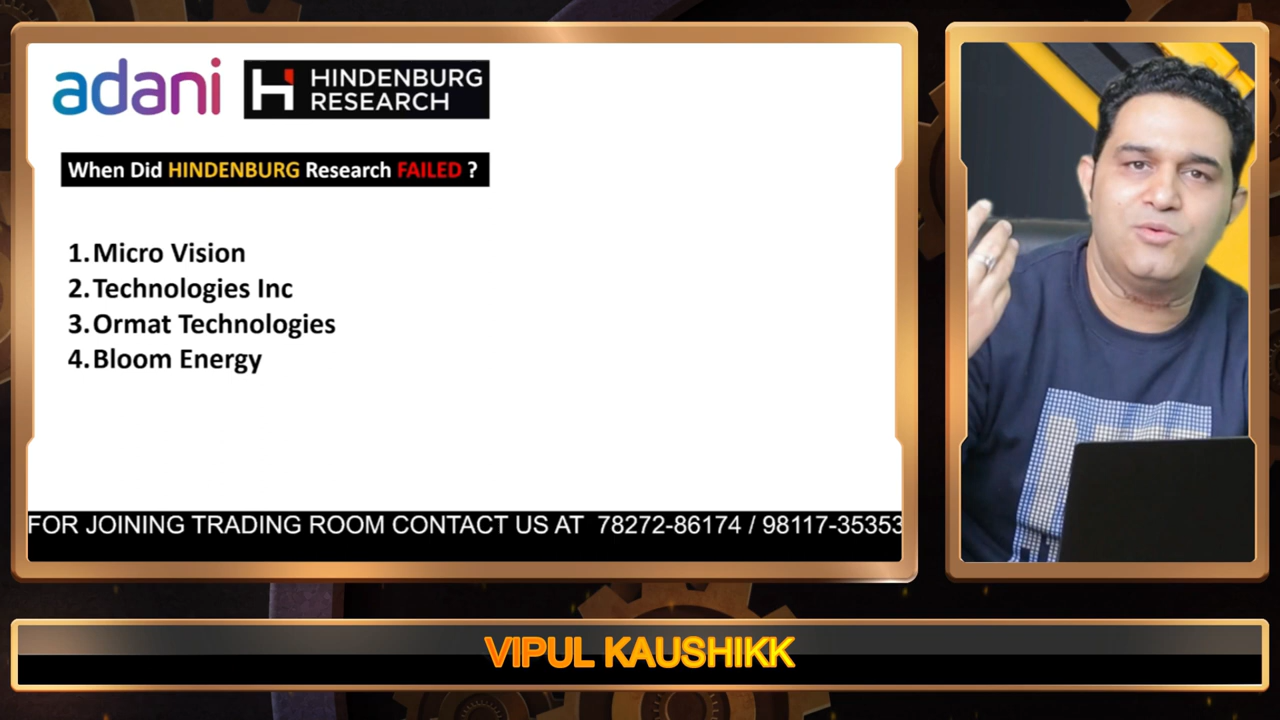 adani
HINDENBURG
RESEARCH
When Did HINDENBURG Research FAILED ?
1. Micro Vision
2. Technologies Inc
3. Ormat Technologies
4. Bloom Energy
FOR JOINING TRADING ROOM CONTACT US AT 78272-86174 / 98117-35353
VIPUL KAUSHIKK